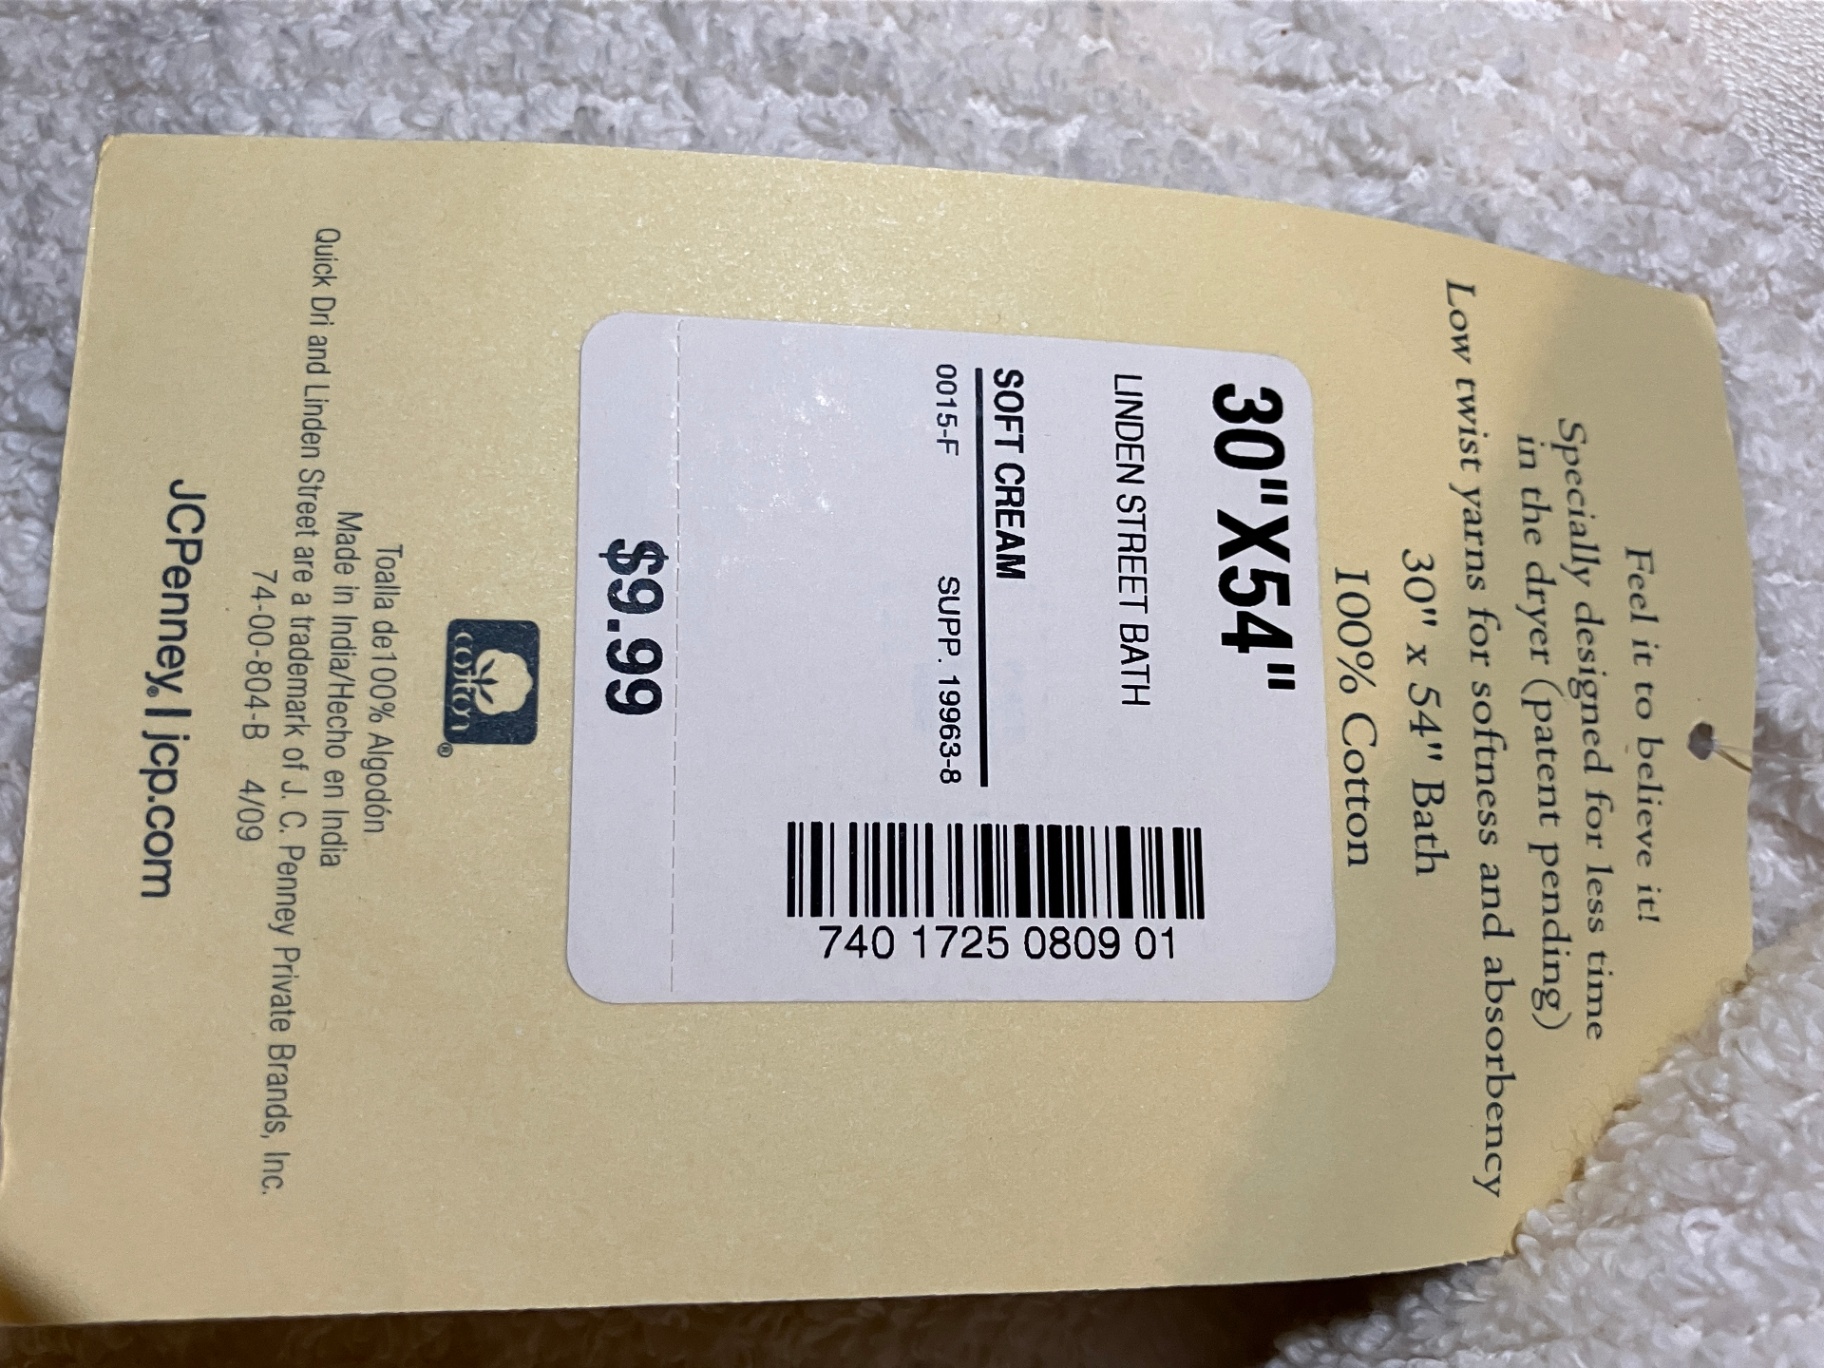 Feel it to believe it!
Specially designed for less time
in the dryer (patent pending)
Low twist yarns for softness and absorbency
30" x 54" Bath
100% Cotton
30"X54"
LINDEN STREET BATH
SOFT CREAM
0015-F SUPP. 19963-8
740 1725 0809 01
$9.99
cotton®
Toalla de100% Algodón
Made in India/Hecho en India
Quick Dri and Linden Street are a trademark of J. C. Penney Private Brands, Inc.
74-00-804-B 4/09
JCPenney. | jcp.com